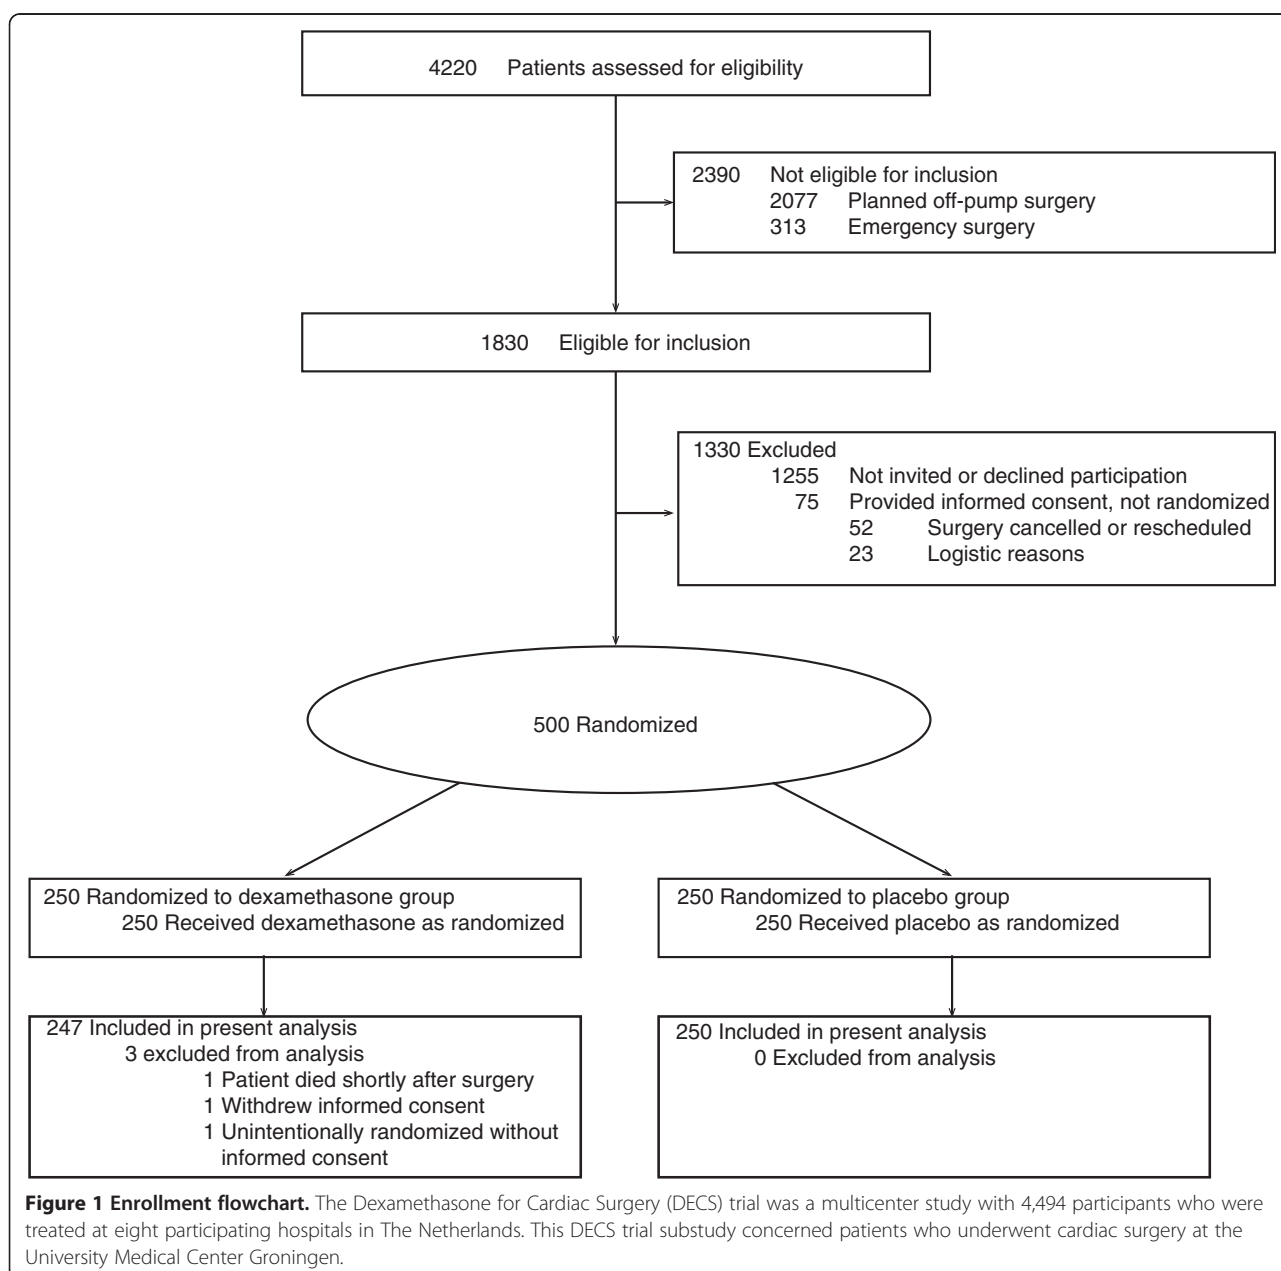 4220 Patients assessed for eligibility
2390 Not eligible for inclusion
2077 Planned off-pump surgery
313 Emergency surgery
1830 Eligible for inclusion
1330 Excluded
1255 Not invited or declined participation
75 Provided informed consent, not randomized
52 Surgery cancelled or rescheduled
23 Logistic reasons
500 Randomized
250 Randomized to dexamethasone group
250 Received dexamethasone as randomized
250 Randomized to placebo group
250 Received placebo as randomized
247 Included in present analysis
3 excluded from analysis
1 Patient died shortly after surgery
1 Withdrew informed consent
1 Unintentionally randomized without
informed consent
250 Included in present analysis
0 Excluded from analysis
Figure 1 Enrollment flowchart. The Dexamethasone for Cardiac Surgery (DECS) trial was a multicenter study with 4,494 participants who were
treated at eight participating hospitals in The Netherlands. This DECS trial substudy concerned patients who underwent cardiac surgery at the
University Medical Center Groningen.